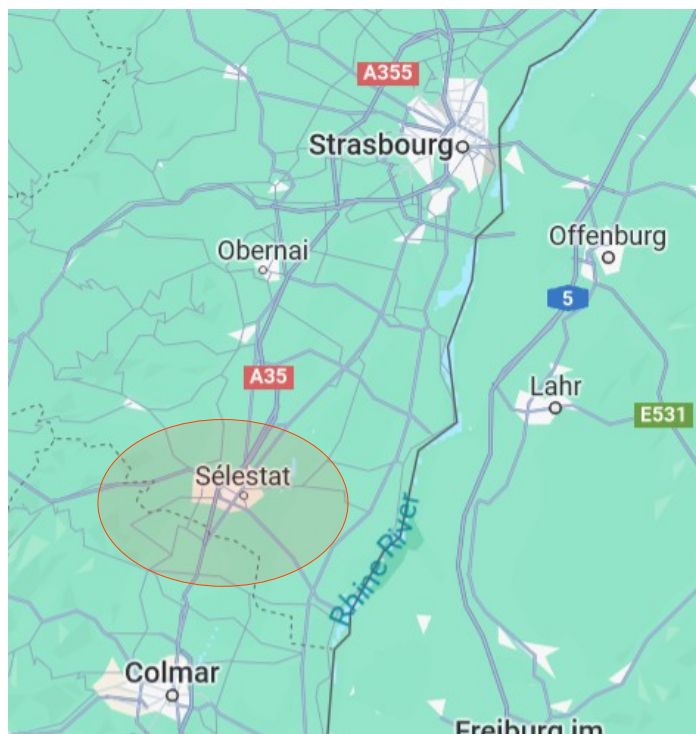 A355
Strasbourg
Obernai
Offenburg
5
A35
Lahr
E531
Sélestat
Rhine River
Colmar
Freiburg im